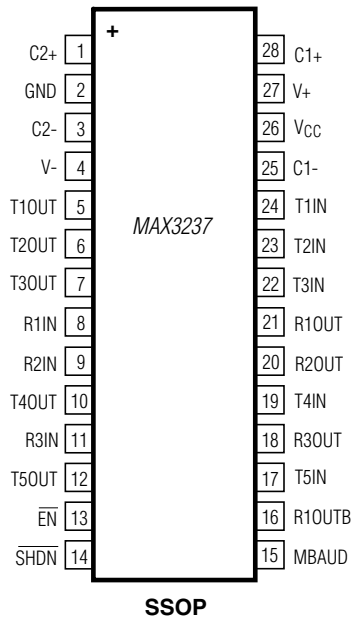 +
C2+ 1 28 C1+
GND 2 27 V+
C2- 3 26 VCC
V- 4 25 C1-
T1OUT 5 24 T1IN
MAX3237
T2OUT 6 23 T2IN
T3OUT 7 22 T3IN
R1IN 8 21 R1OUT
R2IN 9 20 R2OUT
T4OUT 10 19 T4IN
R3IN 11 18 R3OUT
T5OUT 12 17 T5IN
EN 13 16 R1OUTB
SHDN 14 15 MBAUD
SSOP